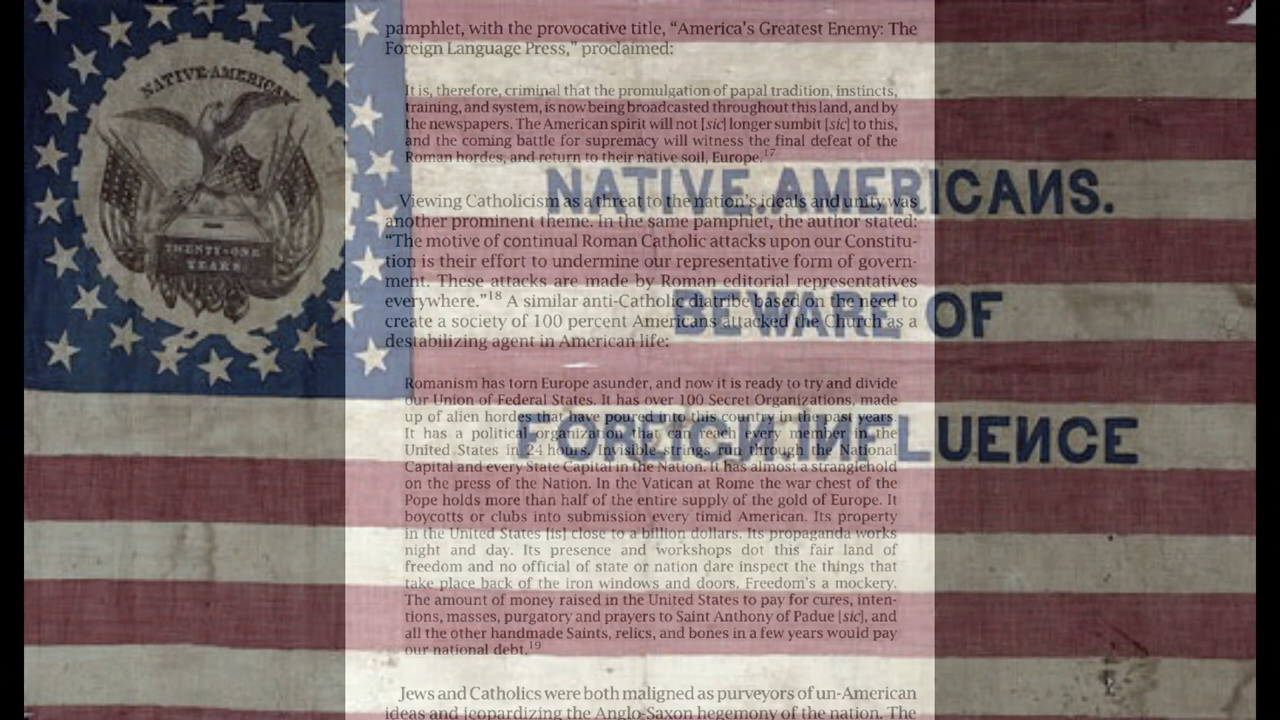 NATIVE AMERICAN
TWENTY-ONE
YEARS
NATIVE.AMERICAИS.
BEWARE OF
FOREIGИ.IИFLUEИCE
pamphlet, with the provocative title, “America’s Greatest Enemy: The
Foreign Language Press,” proclaimed:
It is, therefore, criminal that the promulgation of papal tradition, instincts,
training, and system, is now being broadcasted throughout this land, and by
the newspapers. The American spirit will not [sic] longer sumbit [sic] to this,
and the coming battle for supremacy will witness the final defeat of the
Roman hordes, and return to their native soil, Europe.17
Viewing Catholicism as a threat to the nation’s ideals and unity was
another prominent theme. In the same pamphlet, the author stated:
“The motive of continual Roman Catholic attacks upon our Constitu-
tion is their effort to undermine our representative form of govern-
ment. These attacks are made by Roman editorial representatives
everywhere.”18 A similar anti-Catholic diatribe based on the need to
create a society of 100 percent Americans attacked the Church as a
destabilizing agent in American life:
Romanism has torn Europe asunder, and now it is ready to try and divide
our Union of Federal States. It has over 100 Secret Organizations, made
up of alien hordes that have poured into this country in the past years.
It has a political organization that can reach every member in the
United States in 24 hours. Invisible strings run through the National
Capital and every State Capital in the Nation. It has almost a stranglehold
on the press of the Nation. In the Vatican at Rome the war chest of the
Pope holds more than half of the entire supply of the gold of Europe. It
boycotts or clubs into submission every timid American. Its property
in the United States [is] close to a billion dollars. Its propaganda works
night and day. Its presence and workshops dot this fair land of
freedom and no official of state or nation dare inspect the things that
take place back of the iron windows and doors. Freedom’s a mockery.
The amount of money raised in the United States to pay for cures, inten-
tions, masses, purgatory and prayers to Saint Anthony of Padue [sic], and
all the other handmade Saints, relics, and bones in a few years would pay
our national debt.19
Jews and Catholics were both maligned as purveyors of un-American
ideas and jeopardizing the Anglo-Saxon hegemony of the nation. The